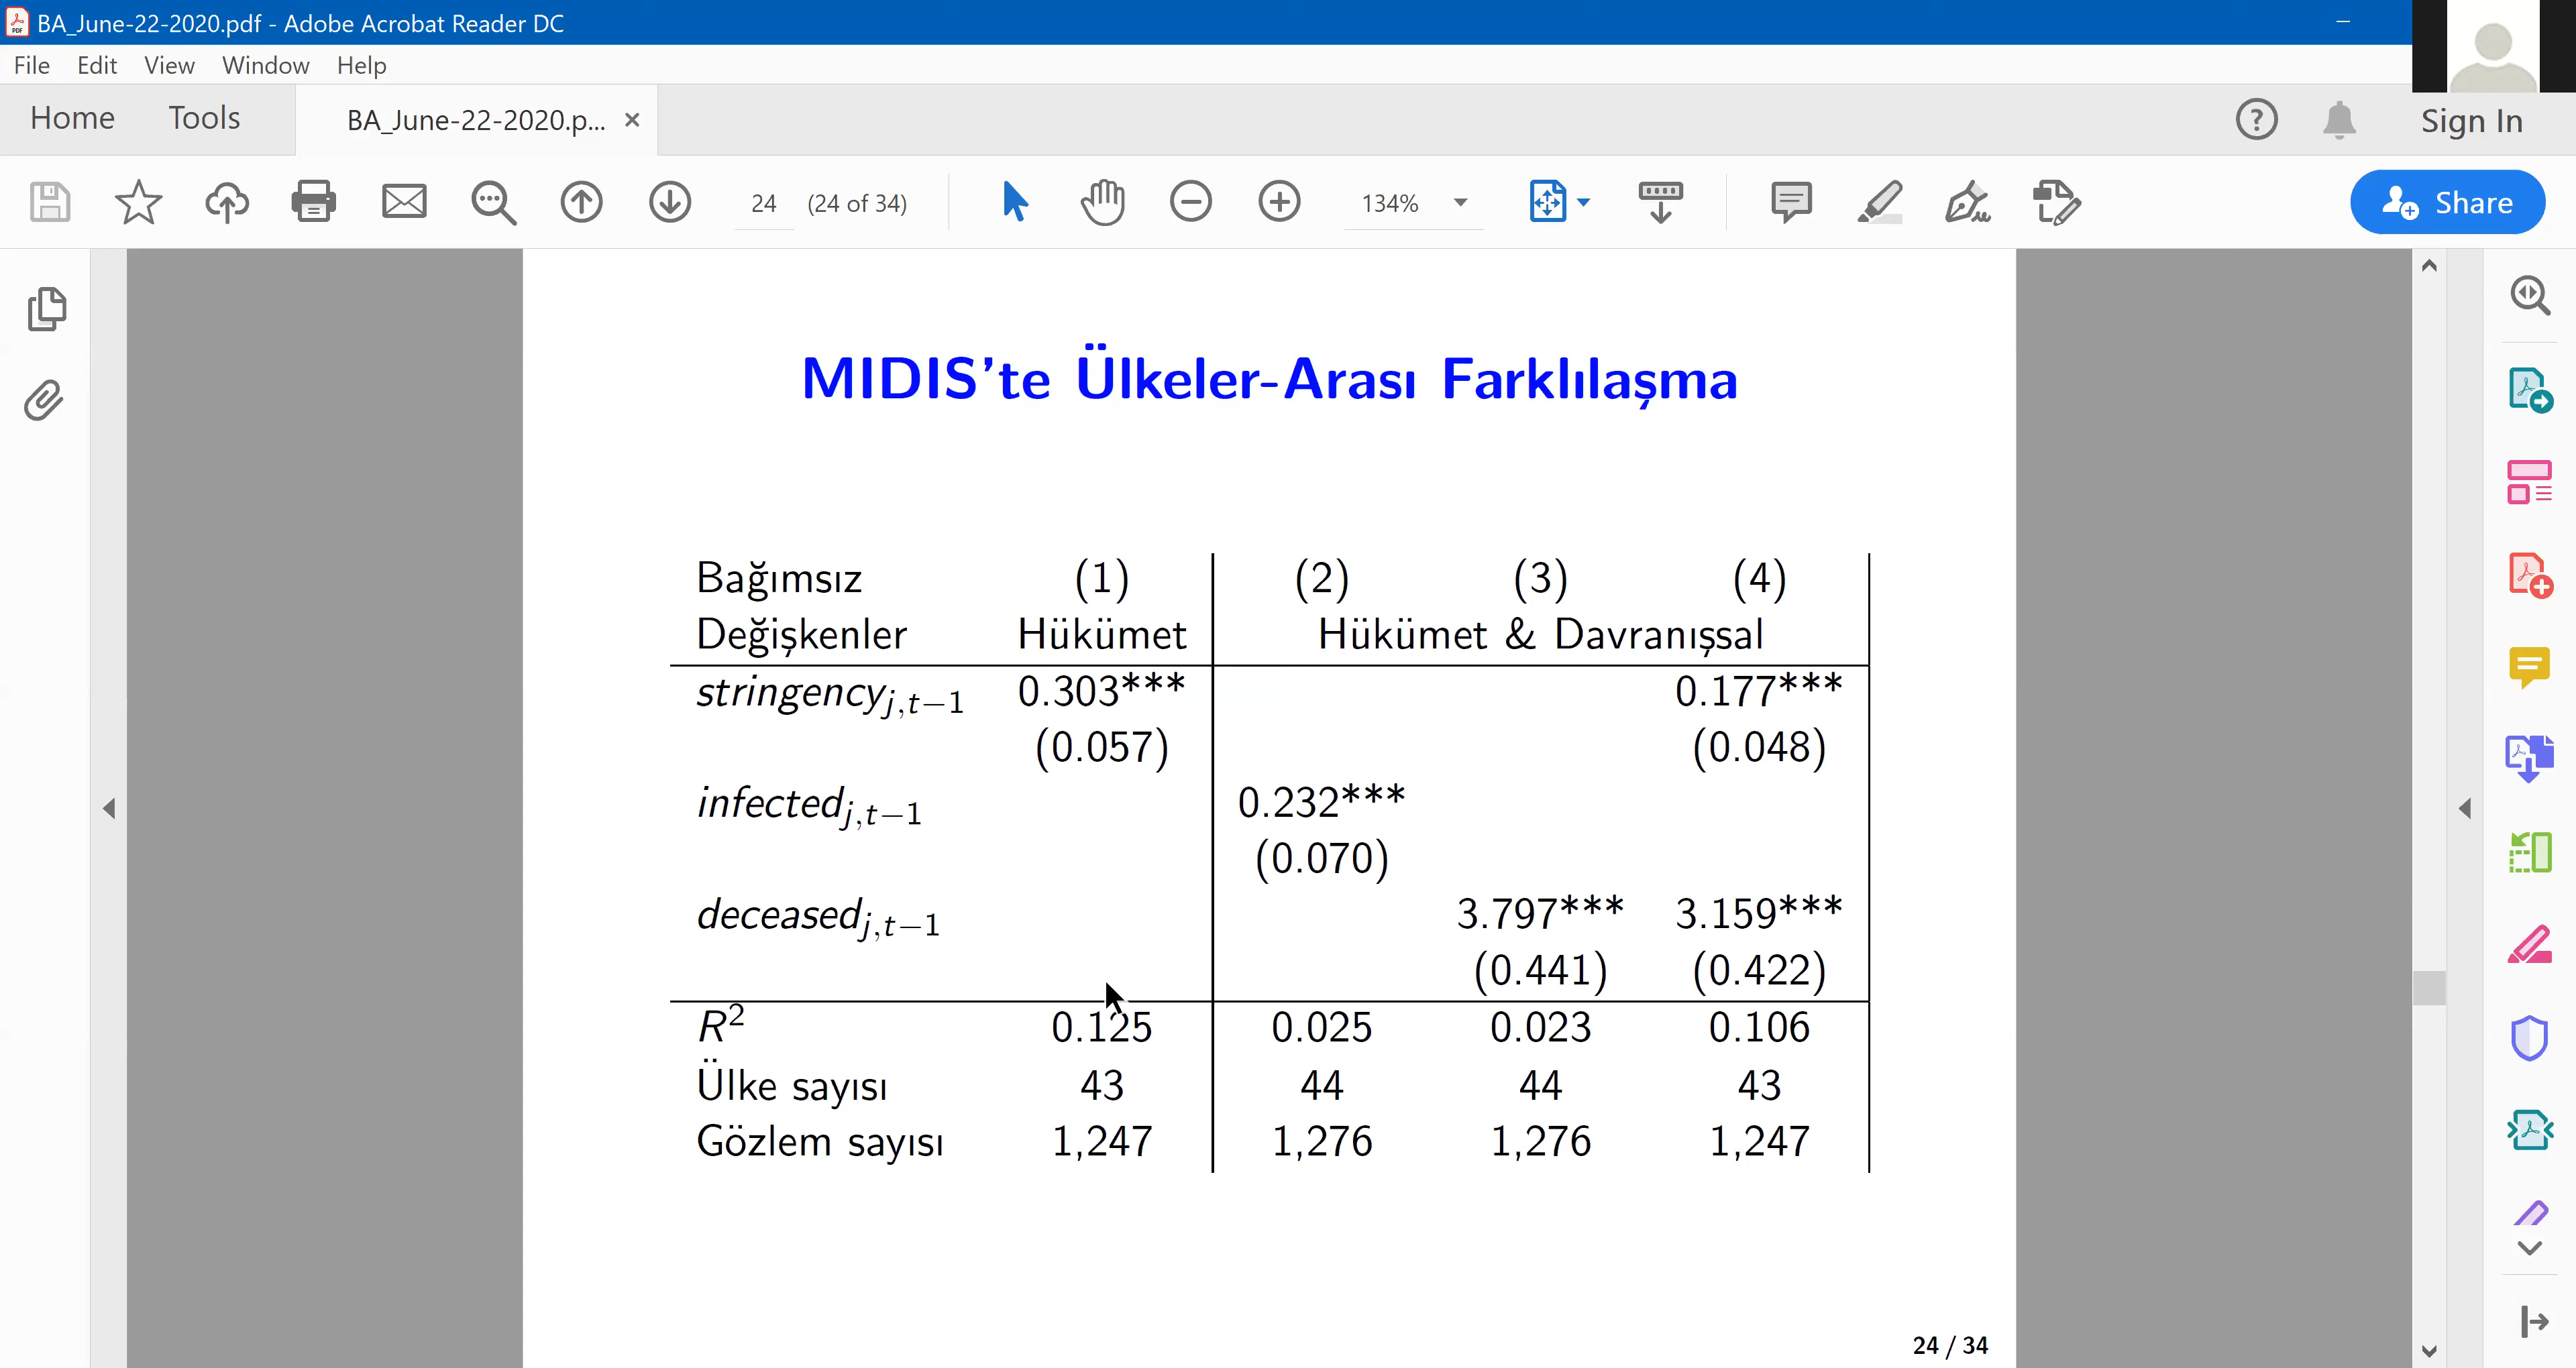 BA_June-22-2020.pdf - Adobe Acrobat Reader DC
File Edit View Window Help
Home Tools BA_June-22-2020.p... × Sign In
24 (24 of 34) 134% Share
MIDIS'te Ülkeler-Arası Farklılaşma
Bağımsız (1) (2) (3) (4)
Değişkenler Hükümet Hükümet & Davranışsal
stringency_{j,t−1} 0.303*** 0.177***
(0.057) (0.048)
infected_{j,t−1} 0.232***
(0.070)
deceased_{j,t−1} 3.797*** 3.159***
(0.441) (0.422)
R² 0.125 0.025 0.023 0.106
Ülke sayısı 43 44 44 43
Gözlem sayısı 1,247 1,276 1,276 1,247
24 / 34